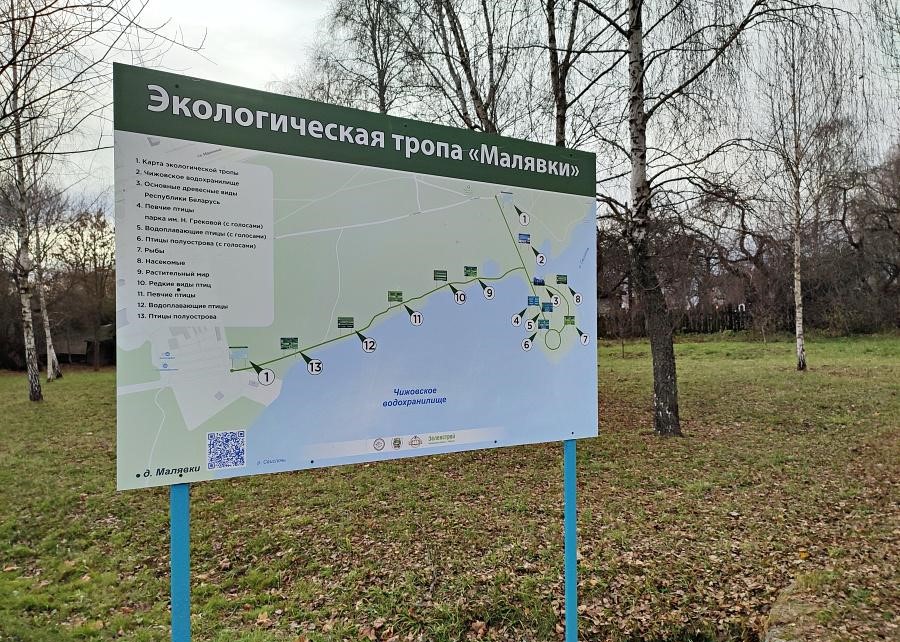 Экологическая тропа «Малявки»
1. Карта экологической тропы
2. Чижовское водохранилище
3. Основные древесные виды
Республики Беларусь
4. Певчие птицы
парка им. Н. Грековой (с голосами)
5. Водоплавающие птицы (с голосами)
6. Птицы полуострова (с голосами)
7. Рыбы
8. Насекомые
9. Растительный мир
10. Редкие виды птиц
11. Певчие птицы
12. Водоплавающие птицы
13. Птицы полуострова
1
2
3
8
4
5
6
7
9
10
11
12
13
1
Чижовское
водохранилище
Зеленстрой
р. Свислочь
д. Малявки